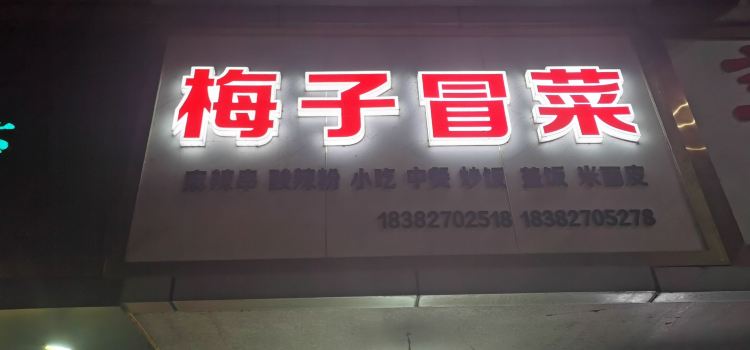 梅子冒菜
麻辣串 酸辣粉 小吃 中餐 炒饭 盖饭 米面皮
18382702518 18382705278